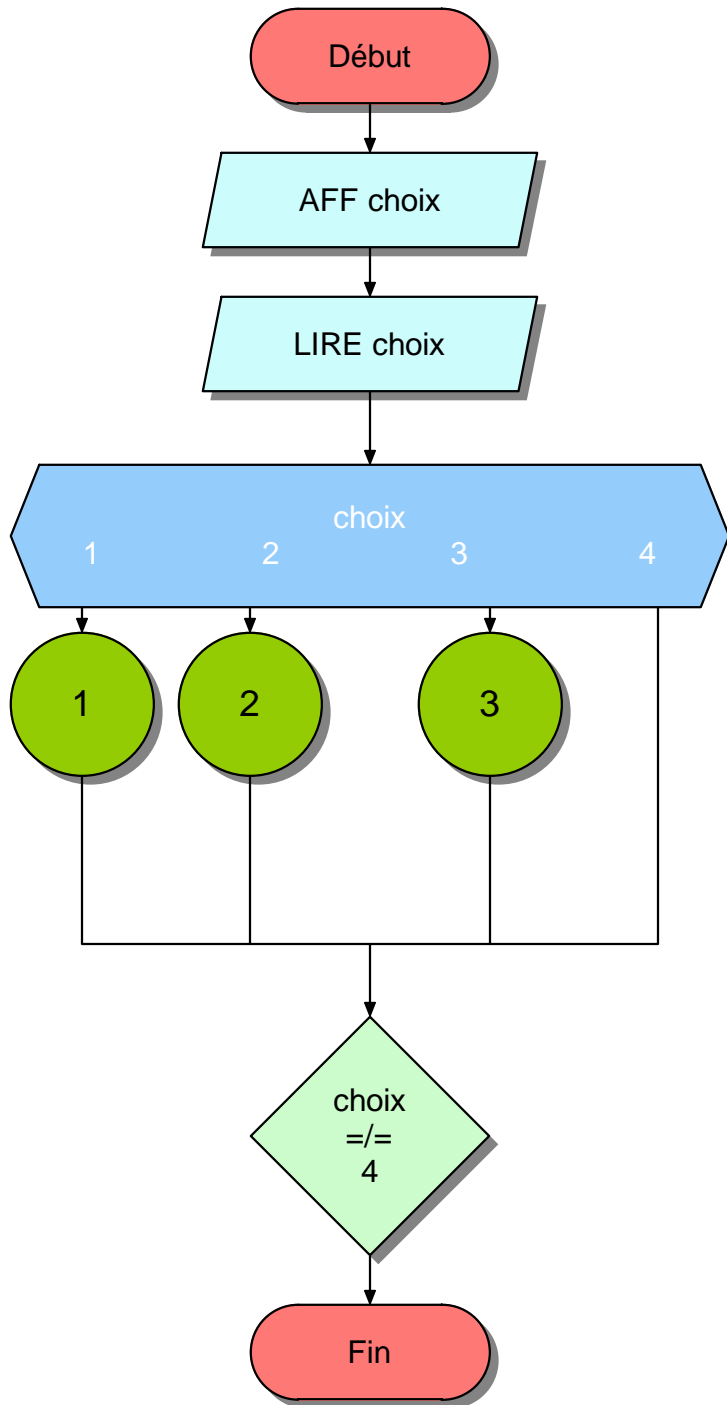 Début
AFF choix
LIRE choix
choix
1 2 3 4
1 2 3
choix
=/=
4
Fin